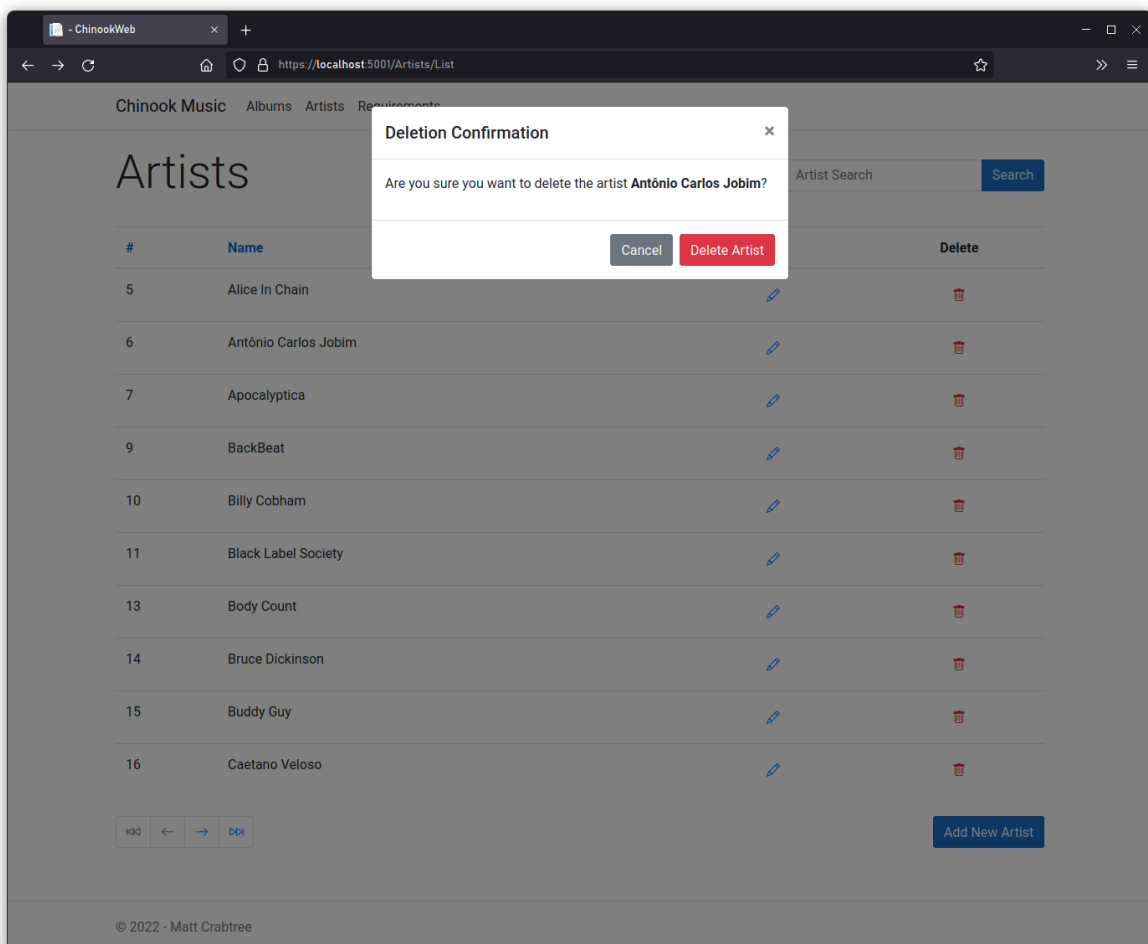 - ChinookWeb
https://localhost:5001/Artists/List
Chinook Music Albums Artists Requirements
Deletion Confirmation
Are you sure you want to delete the artist Antônio Carlos Jobim?
Cancel Delete Artist
Artists
Artist Search Search
# Name Delete
5 Alice In Chain
6 Antônio Carlos Jobim
7 Apocalyptica
9 BackBeat
10 Billy Cobham
11 Black Label Society
13 Body Count
14 Bruce Dickinson
15 Buddy Guy
16 Caetano Veloso
Add New Artist
© 2022 - Matt Crabtree